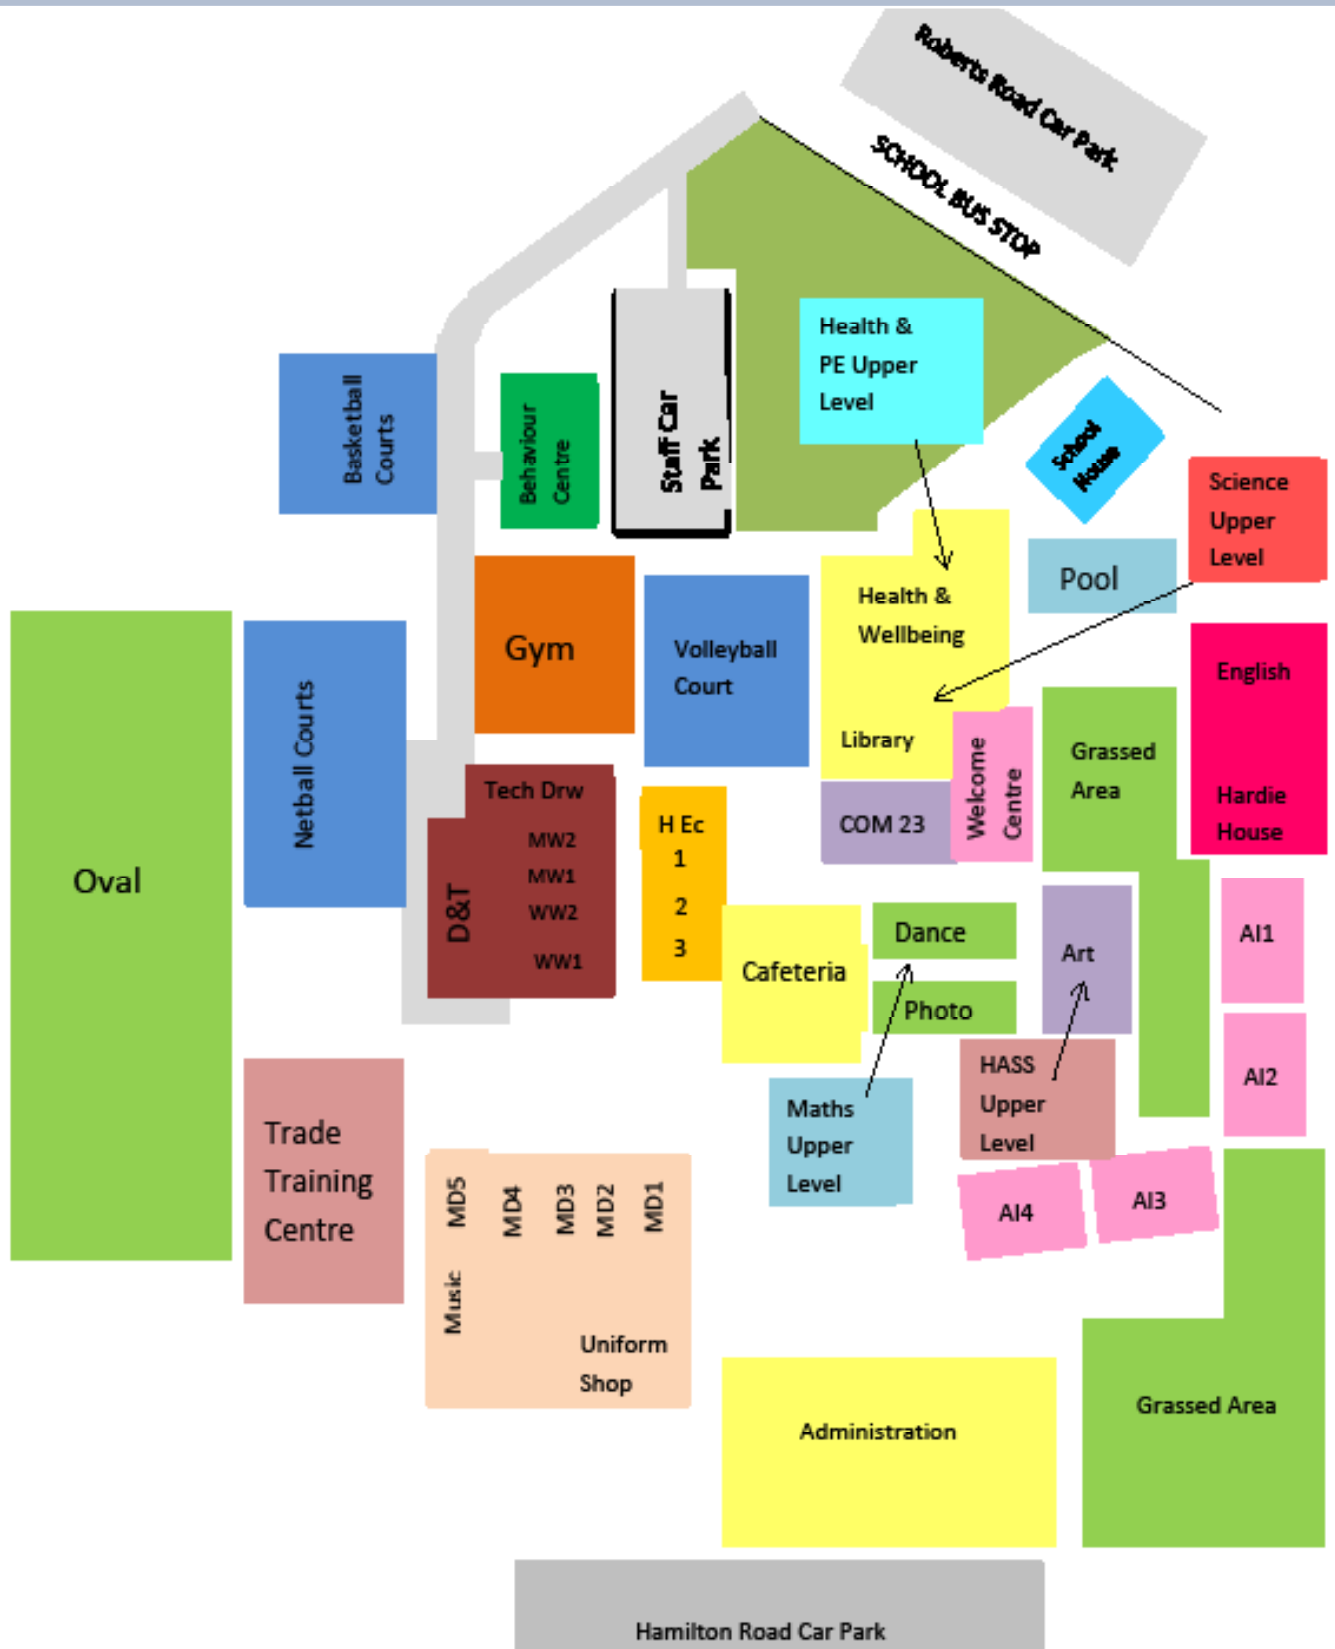 Roberts Road Car Park
SCHOOL BUS STOP
Health &
PE Upper
Level
Basketball
Courts
Behaviour
Centre
Staff Car
Park
School
House
Science
Upper
Level
Pool
Health &
Wellbeing
Gym
Volleyball
Court
English
Netball Courts
Library
Welcome
Centre
Grassed
Area
Hardie
House
Tech Drw
MW2
MW1
WW2
WW1
D&T
H Ec
1
2
3
COM 23
Oval
Cafeteria
Dance
Photo
Art
AI1
AI2
Maths
Upper
Level
HASS
Upper
Level
Trade
Training
Centre
MD5
MD4
MD3
MD2
MD1
Music
Uniform
Shop
AI4
AI3
Administration
Grassed Area
Hamilton Road Car Park